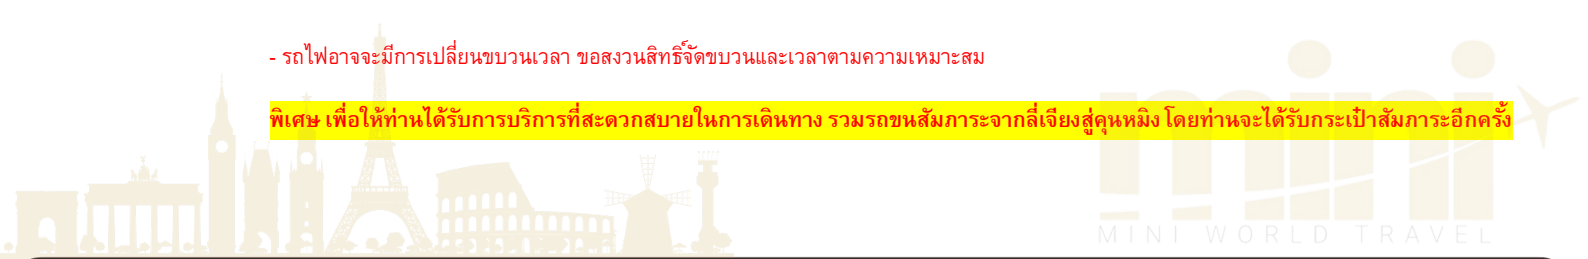 - รถไฟอาจจะมีการเปลี่ยนขบวนเวลา ขอสงวนสิทธิ์จัดขบวนและเวลาตามความเหมาะสม
พิเศษ เพื่อให้ท่านได้รับการบริการที่สะดวกสบายในการเดินทาง รวมรถขนสัมภาระจากลี่เจียงสู่คุนหมิง โดยท่านจะได้รับกระเป๋าสัมภาระอีกครั้ง
mini
MINI WORLD TRAVEL